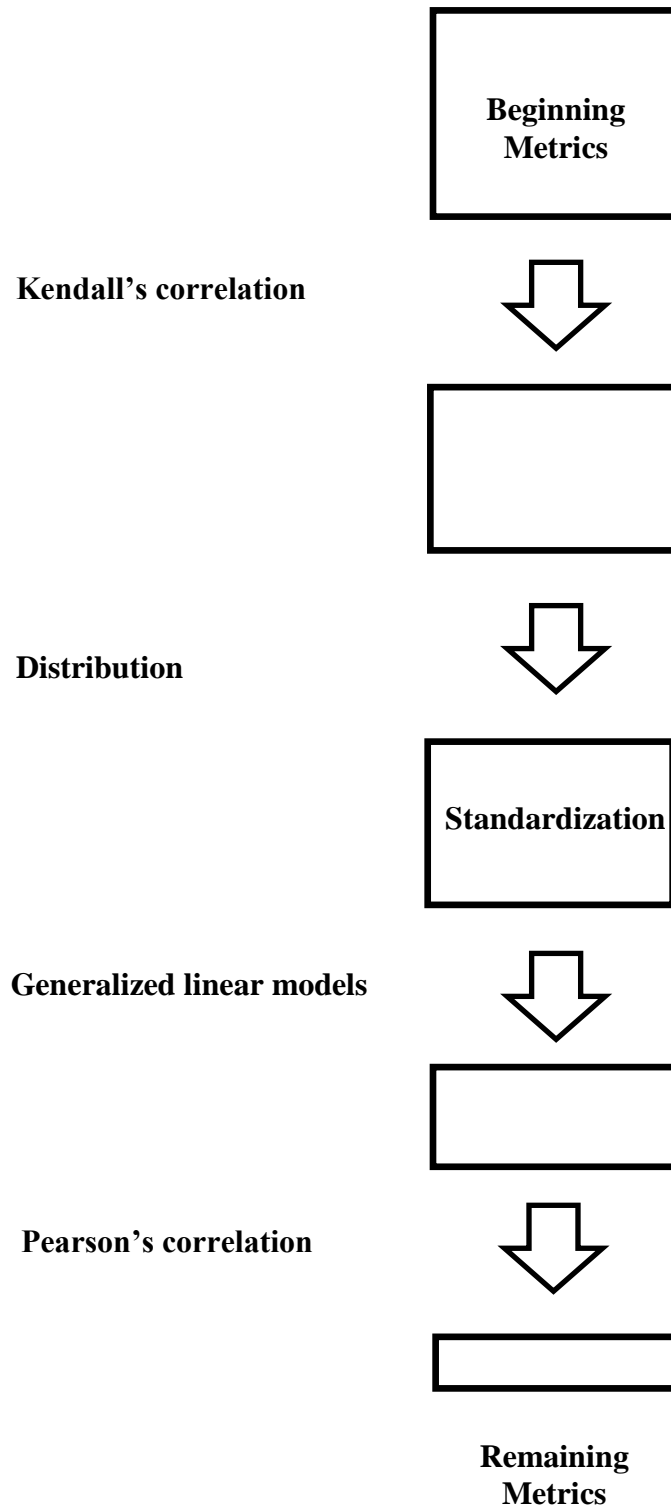 Beginning
Metrics
Kendall’s correlation
Distribution
Standardization
Generalized linear models
Pearson’s correlation
Remaining
Metrics